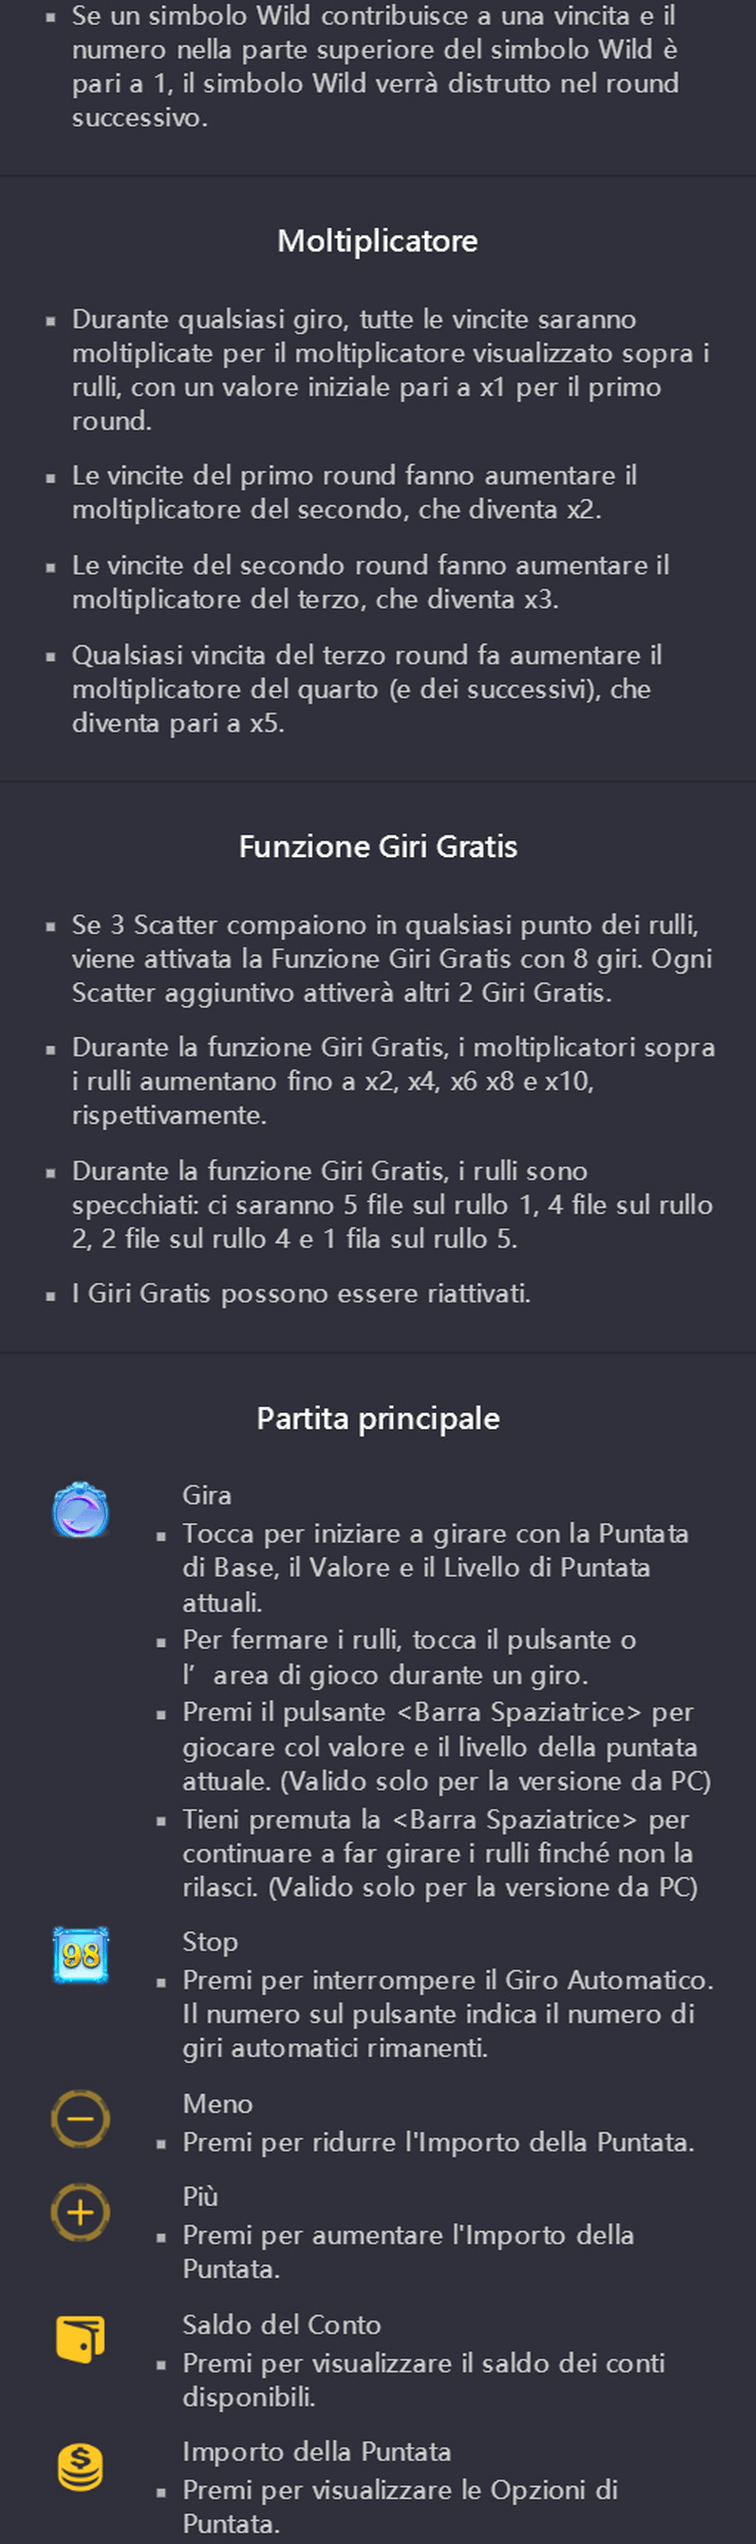 Se un simbolo Wild contribuisce a una vincita e il
numero nella parte superiore del simbolo Wild è
pari a 1, il simbolo Wild verrà distrutto nel round
successivo.
Moltiplicatore
Durante qualsiasi giro, tutte le vincite saranno
moltiplicate per il moltiplicatore visualizzato sopra i
rulli, con un valore iniziale pari a x1 per il primo
round.
Le vincite del primo round fanno aumentare il
moltiplicatore del secondo, che diventa x2.
Le vincite del secondo round fanno aumentare il
moltiplicatore del terzo, che diventa x3.
Qualsiasi vincita del terzo round fa aumentare il
moltiplicatore del quarto (e dei successivi), che
diventa pari a x5.
Funzione Giri Gratis
Se 3 Scatter compaiono in qualsiasi punto dei rulli,
viene attivata la Funzione Giri Gratis con 8 giri. Ogni
Scatter aggiuntivo attiverà altri 2 Giri Gratis.
Durante la funzione Giri Gratis, i moltiplicatori sopra
i rulli aumentano fino a x2, x4, x6 x8 e x10,
rispettivamente.
Durante la funzione Giri Gratis, i rulli sono
specchiati: ci saranno 5 file sul rullo 1, 4 file sul rullo
2, 2 file sul rullo 4 e 1 fila sul rullo 5.
I Giri Gratis possono essere riattivati.
Partita principale
Gira
Tocca per iniziare a girare con la Puntata
di Base, il Valore e il Livello di Puntata
attuali.
Per fermare i rulli, tocca il pulsante o
l’ area di gioco durante un giro.
Premi il pulsante <Barra Spaziatrice> per
giocare col valore e il livello della puntata
attuale. (Valido solo per la versione da PC)
Tieni premuta la <Barra Spaziatrice> per
continuare a far girare i rulli finché non la
rilasci. (Valido solo per la versione da PC)
98
Stop
Premi per interrompere il Giro Automatico.
Il numero sul pulsante indica il numero di
giri automatici rimanenti.
Meno
Premi per ridurre l'Importo della Puntata.
Più
Premi per aumentare l'Importo della
Puntata.
Saldo del Conto
Premi per visualizzare il saldo dei conti
disponibili.
Importo della Puntata
Premi per visualizzare le Opzioni di
Puntata.